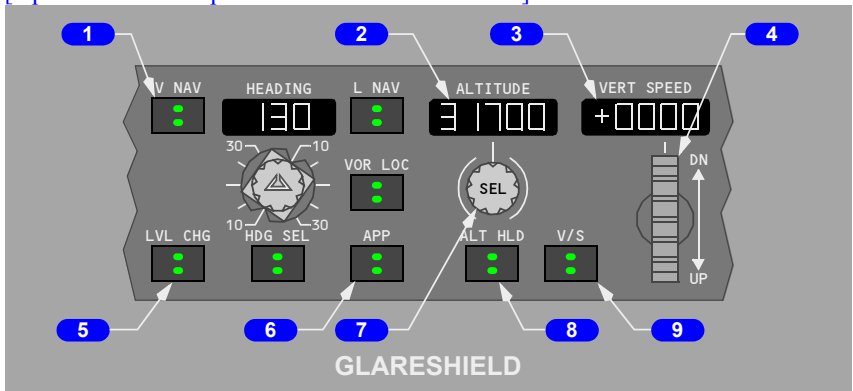 1 2 3 4
V NAV HEADING L NAV ALTITUDE VERT SPEED
130 31700 +0000
30 10 DN
VOR LOC SEL
10 30
LVL CHG HDG SEL APP ALT HLD V/S UP
5 6 7 8 9
GLARESHIELD